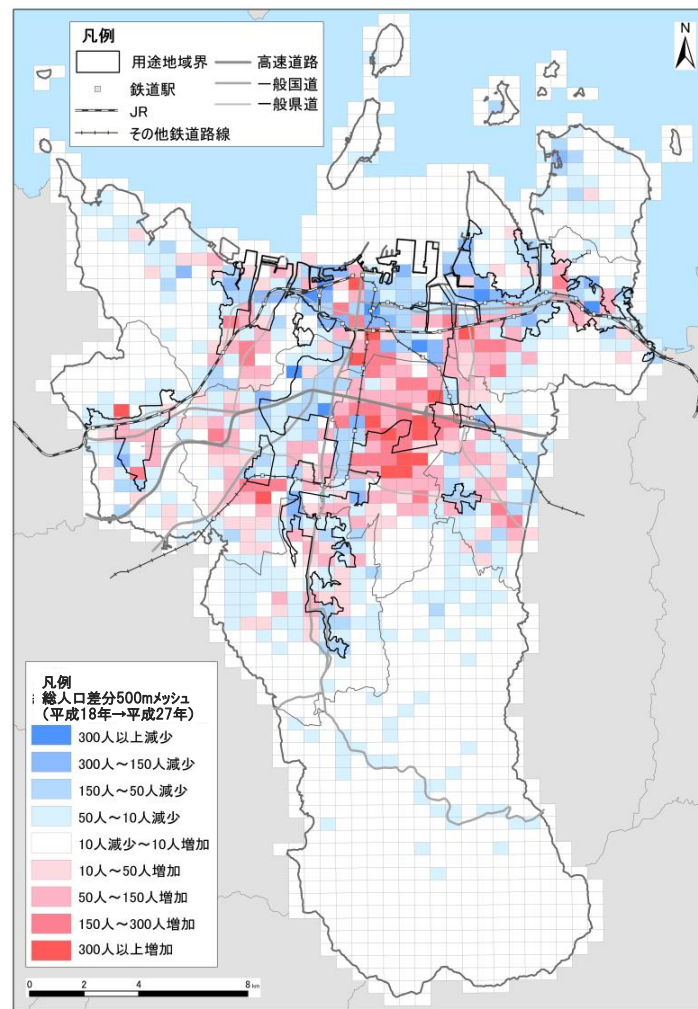 凡例
用途地域界
鉄道駅
JR
その他鉄道路線
高速道路
一般国道
一般県道
N
凡例
総人口差分500mメッシュ
（平成18年→平成27年）
300人以上減少
300人～150人減少
150人～50人減少
50人～10人減少
10人減少～10人増加
10人～50人増加
50人～150人増加
150人～300人増加
300人以上増加
0 2 4 8 km